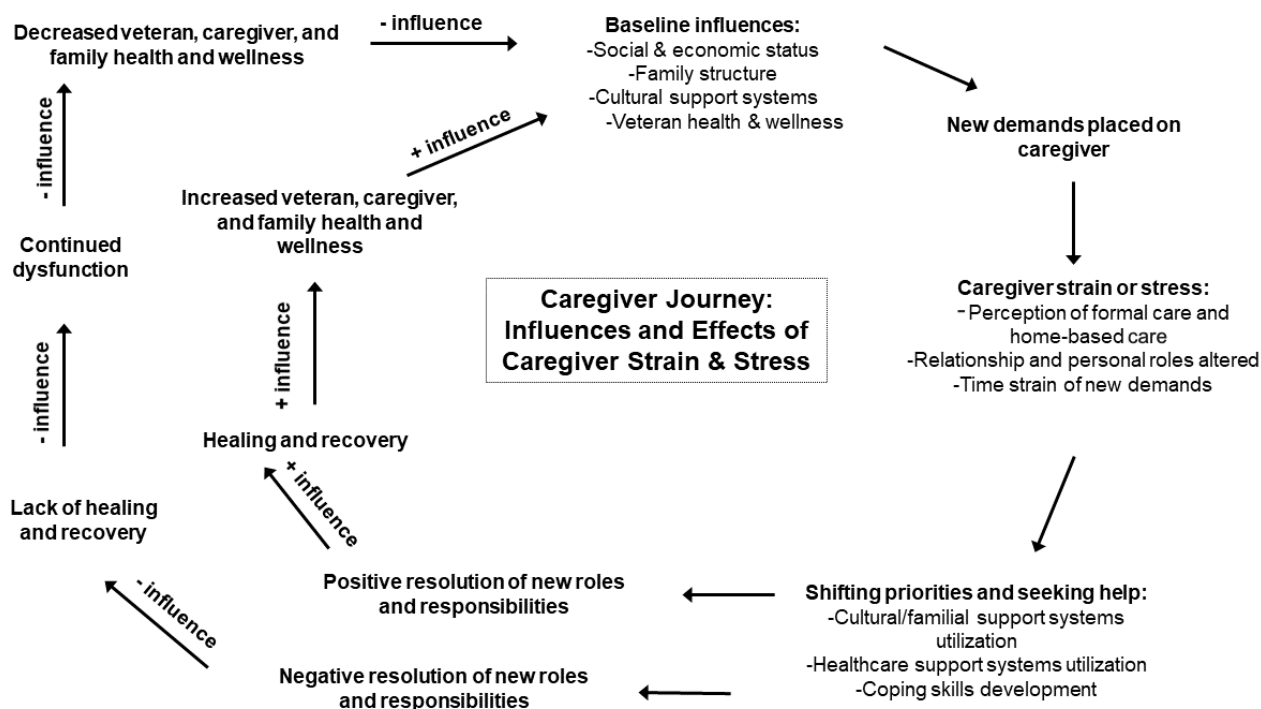 Decreased veteran, caregiver, and
family health and wellness
- influence
Baseline influences:
-Social & economic status
-Family structure
-Cultural support systems
-Veteran health & wellness
New demands placed on
caregiver
Caregiver strain or stress:
-Perception of formal care and
home-based care
-Relationship and personal roles altered
-Time strain of new demands
Shifting priorities and seeking help:
-Cultural/familial support systems
utilization
-Healthcare support systems utilization
-Coping skills development
Positive resolution of new roles
and responsibilities
+ influence
Healing and recovery
+ influence
Increased veteran, caregiver,
and family health and
wellness
+ influence
Negative resolution of new roles
and responsibilities
- influence
Lack of healing
and recovery
- influence
Continued
dysfunction
- influence
Caregiver Journey:
Influences and Effects of
Caregiver Strain & Stress